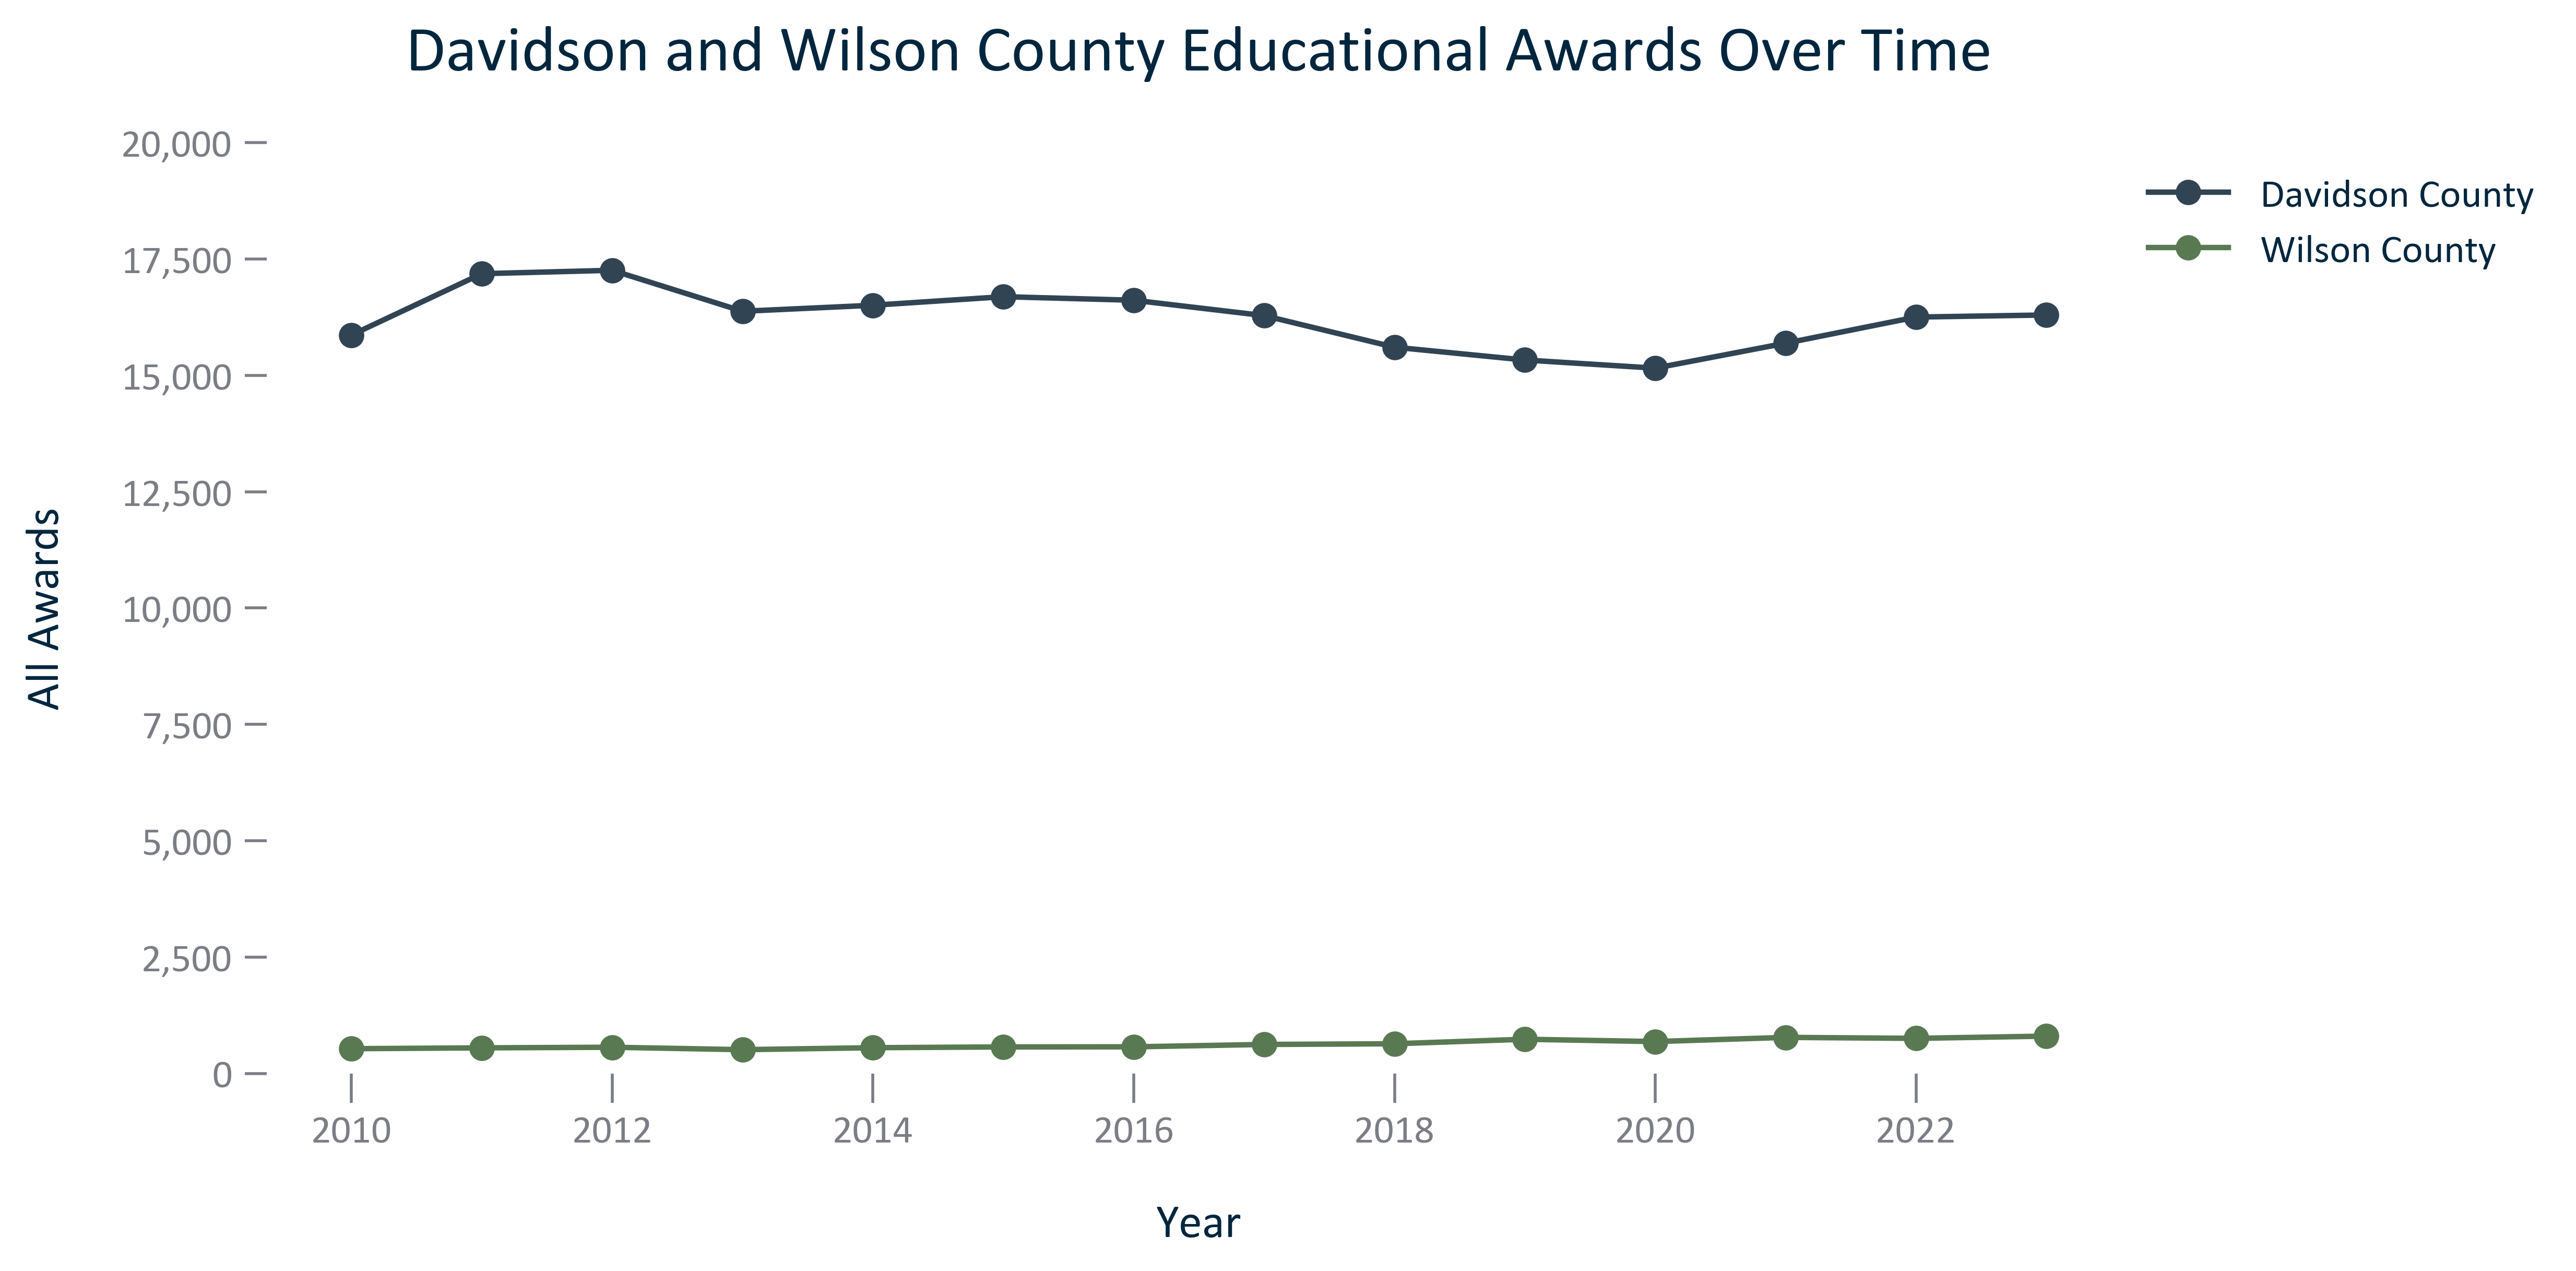 Davidson and Wilson County Educational Awards Over Time
20,000
17,500
15,000
12,500
10,000
7,500
5,000
2,500
0
All Awards
Davidson County
Wilson County
2010 2012 2014 2016 2018 2020 2022
Year